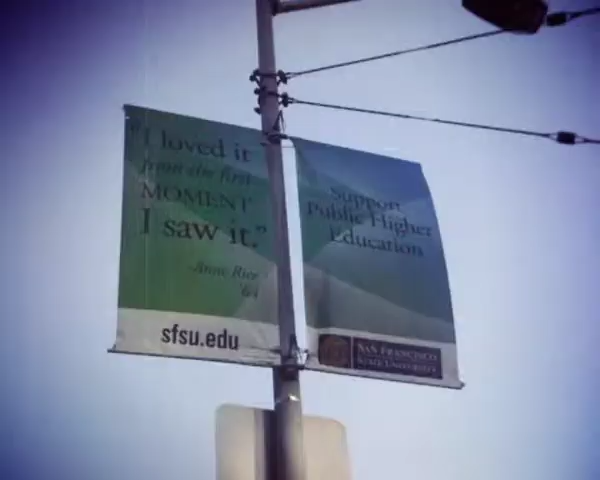 "I loved it
from the first
MOMENT
I saw it."
-Anne Rice
'64
sfsu.edu
Support
Public Higher
Education
SAN FRANCISCO
STATE UNIVERSITY